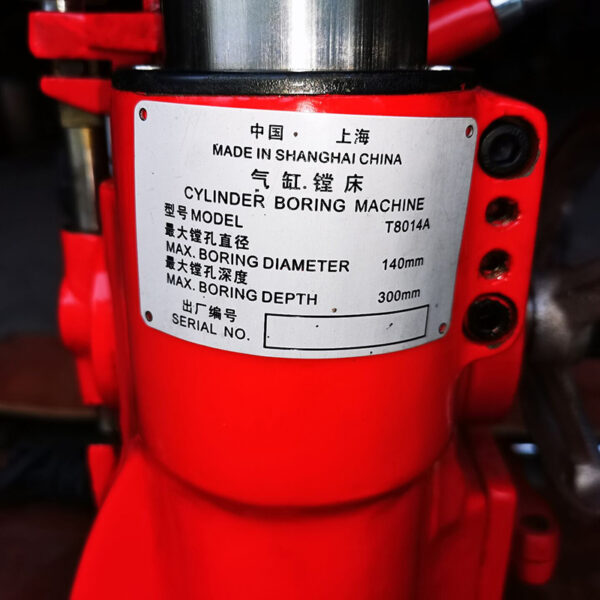 中国·上海
MADE IN SHANGHAI CHINA
气缸镗床
CYLINDER BORING MACHINE
型号 MODEL T8014A
最大镗孔直径
MAX. BORING DIAMETER 140mm
最大镗孔深度
MAX. BORING DEPTH 300mm
出厂编号
SERIAL NO.